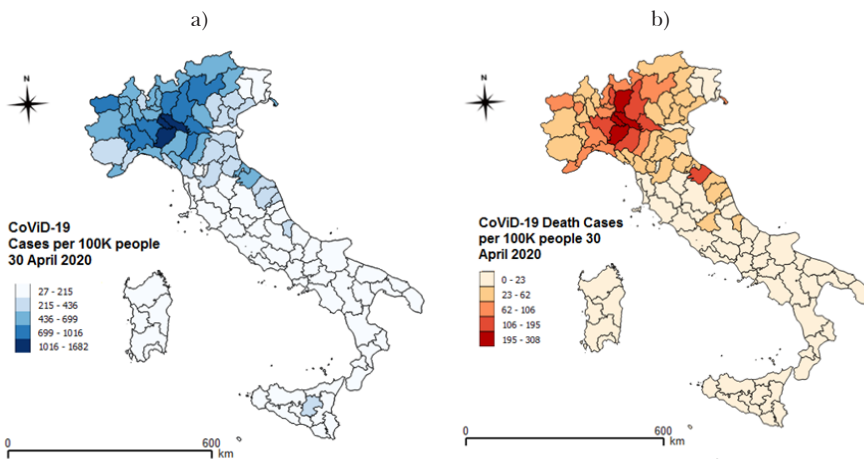 a)
N
CoViD-19
Cases per 100K people
30 April 2020
27 - 215
215 - 436
436 - 699
699 - 1016
1016 - 1682
0
600
km
b)
N
CoViD-19 Death Cases
per 100K people 30
April 2020
0 - 23
23 - 62
62 - 106
106 - 195
195 - 308
0
600
km